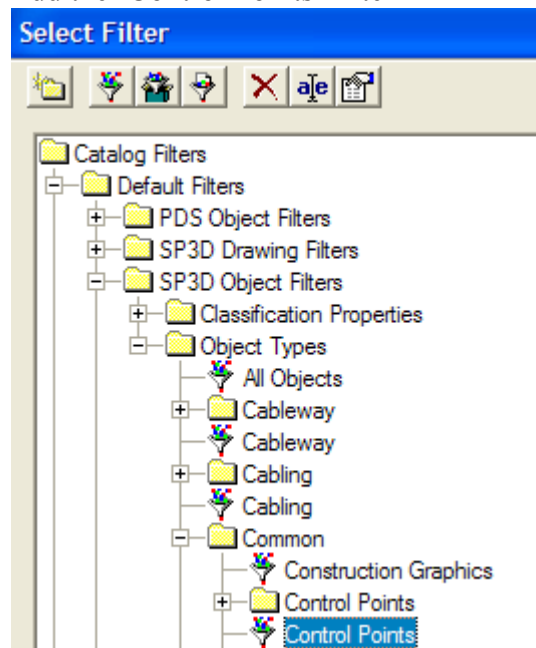 Select Filter
a e
Catalog Filters
Default Filters
PDS Object Filters
SP3D Drawing Filters
SP3D Object Filters
Classification Properties
Object Types
All Objects
Cableway
Cableway
Cabling
Cabling
Common
Construction Graphics
Control Points
Control Points